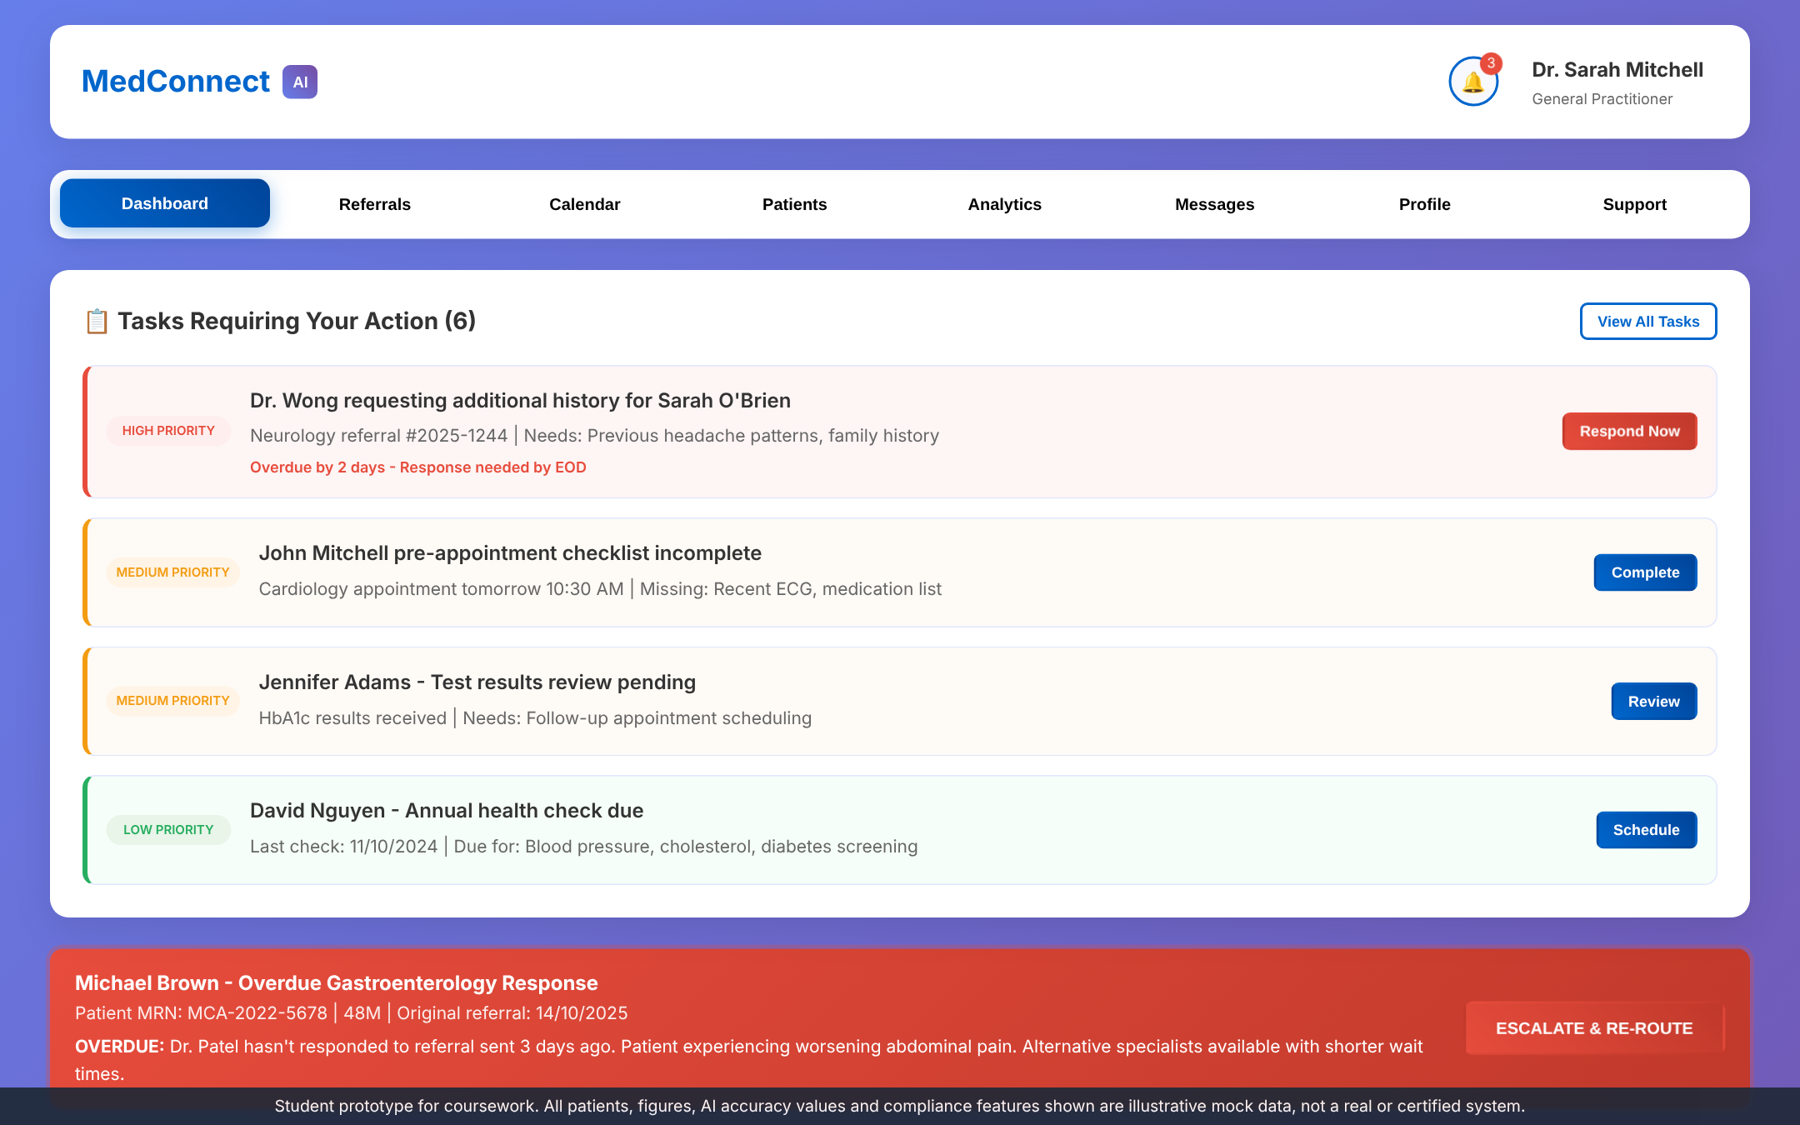 MedConnect AI
3
Dr. Sarah Mitchell
General Practitioner
Dashboard Referrals Calendar Patients Analytics Messages Profile Support
📋 Tasks Requiring Your Action (6)
View All Tasks
HIGH PRIORITY
Dr. Wong requesting additional history for Sarah O'Brien
Neurology referral #2025-1244 | Needs: Previous headache patterns, family history
Overdue by 2 days - Response needed by EOD
Respond Now
MEDIUM PRIORITY
John Mitchell pre-appointment checklist incomplete
Cardiology appointment tomorrow 10:30 AM | Missing: Recent ECG, medication list
Complete
MEDIUM PRIORITY
Jennifer Adams - Test results review pending
HbA1c results received | Needs: Follow-up appointment scheduling
Review
LOW PRIORITY
David Nguyen - Annual health check due
Last check: 11/10/2024 | Due for: Blood pressure, cholesterol, diabetes screening
Schedule
Michael Brown - Overdue Gastroenterology Response
Patient MRN: MCA-2022-5678 | 48M | Original referral: 14/10/2025
OVERDUE: Dr. Patel hasn't responded to referral sent 3 days ago. Patient experiencing worsening abdominal pain. Alternative specialists available with shorter wait
times.
ESCALATE & RE-ROUTE
Student prototype for coursework. All patients, figures, AI accuracy values and compliance features shown are illustrative mock data, not a real or certified system.